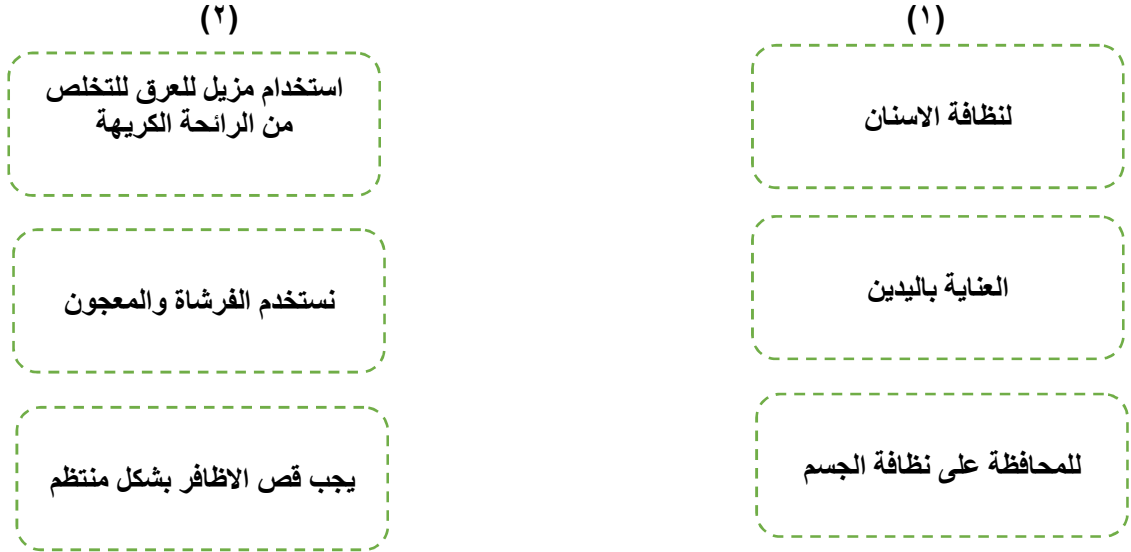 (١)
لنظافة الاسنان
العناية باليدين
للمحافظة على نظافة الجسم
(٢)
استخدام مزيل للعرق للتخلص
من الرائحة الكريهة
نستخدم الفرشاة والمعجون
يجب قص الاظافر بشكل منتظم